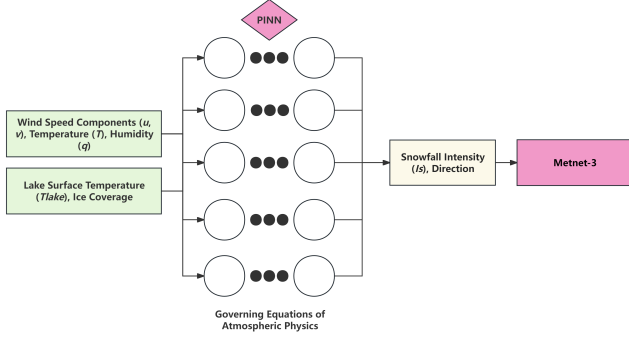 PINN
Wind Speed Components (u,
v), Temperature (T), Humidity
(q)
Lake Surface Temperature
(Tlake), Ice Coverage
Snowfall Intensity
(Is), Direction
Metnet-3
Governing Equations of
Atmospheric Physics